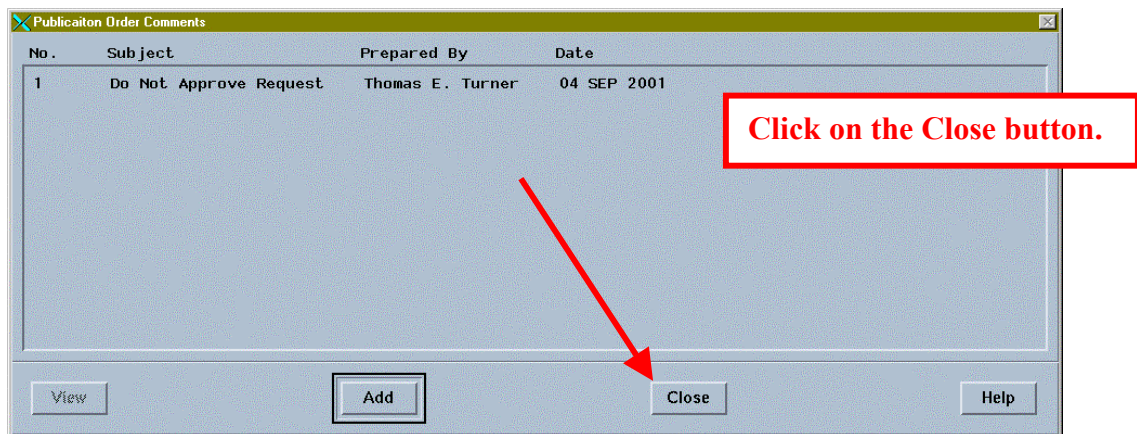 Publicaiton Order Comments
No. Subject Prepared By Date
1 Do Not Approve Request Thomas E. Turner 04 SEP 2001
Click on the Close button.
View Add Close Help